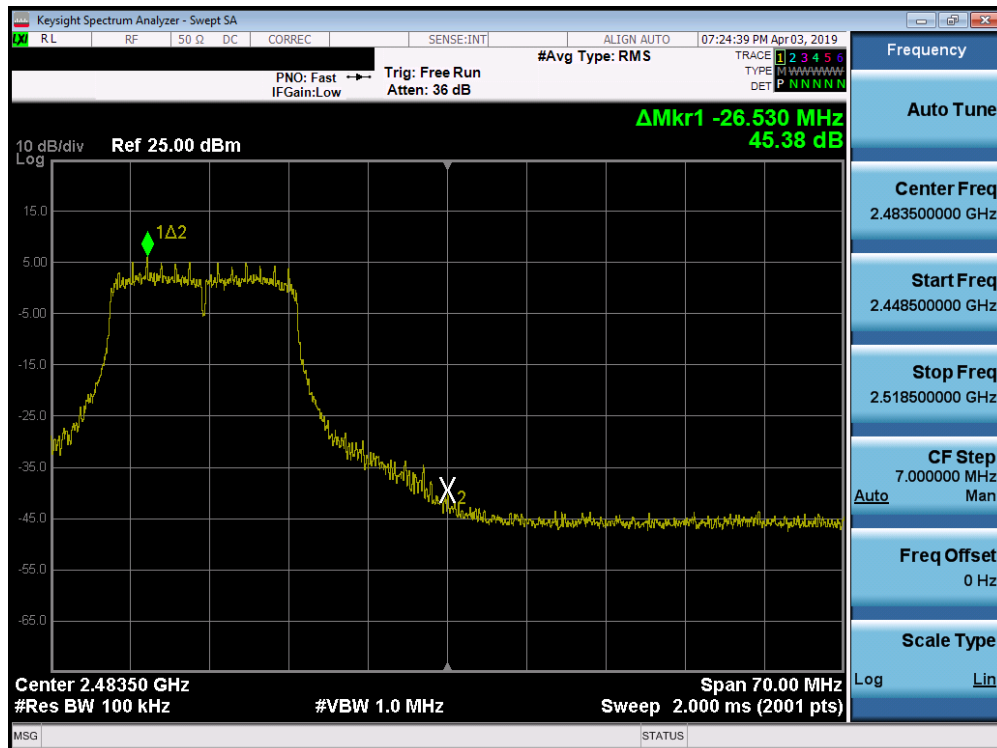 Keysight Spectrum Analyzer - Swept SA
LXI RL RF 50 Ω DC CORREC SENSE:INT ALIGN AUTO 07:24:39 PM Apr 03, 2019
#Avg Type: RMS
TRACE 1 2 3 4 5 6
PNO: Fast Trig: Free Run
TYPE M WWWWW
IFGain:Low Atten: 36 dB
DET P N N N N N
ΔMkr1 -26.530 MHz
45.38 dB
10 dB/div Ref 25.00 dBm
Log
15.0
1Δ2
5.00
-5.00
-15.0
-25.0
-35.0
X2
-45.0
-55.0
-65.0
Center 2.48350 GHz Span 70.00 MHz
#Res BW 100 kHz #VBW 1.0 MHz Sweep 2.000 ms (2001 pts)
MSG STATUS
Frequency
Auto Tune
Center Freq
2.483500000 GHz
Start Freq
2.448500000 GHz
Stop Freq
2.518500000 GHz
CF Step
7.000000 MHz
Auto Man
Freq Offset
0 Hz
Scale Type
Log Lin